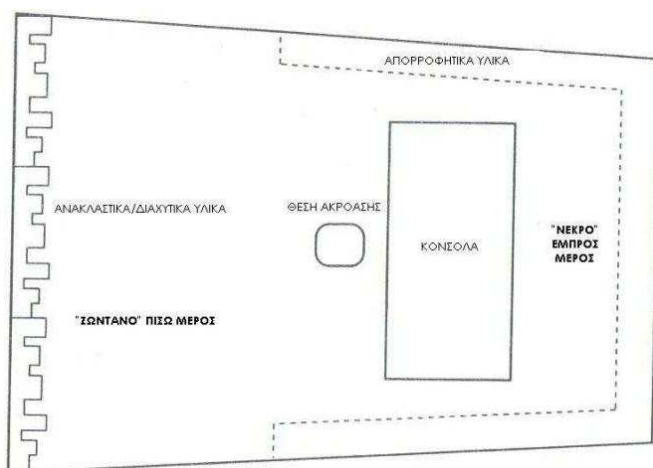 ΑΠΟΡΡΟΦΗΤΙΚΑ ΥΛΙΚΑ
ΑΝΑΚΛΑΣΤΙΚΑ/ΔΙΑΧΥΤΙΚΑ ΥΛΙΚΑ
ΘΕΣΗ ΑΚΡΟΑΣΗΣ
ΚΟΝΣΟΛΑ
"ΝΕΚΡΟ"
ΕΜΠΡΟΣ
ΜΕΡΟΣ
"ΖΩΝΤΑΝΟ" ΠΙΣΩ ΜΕΡΟΣ